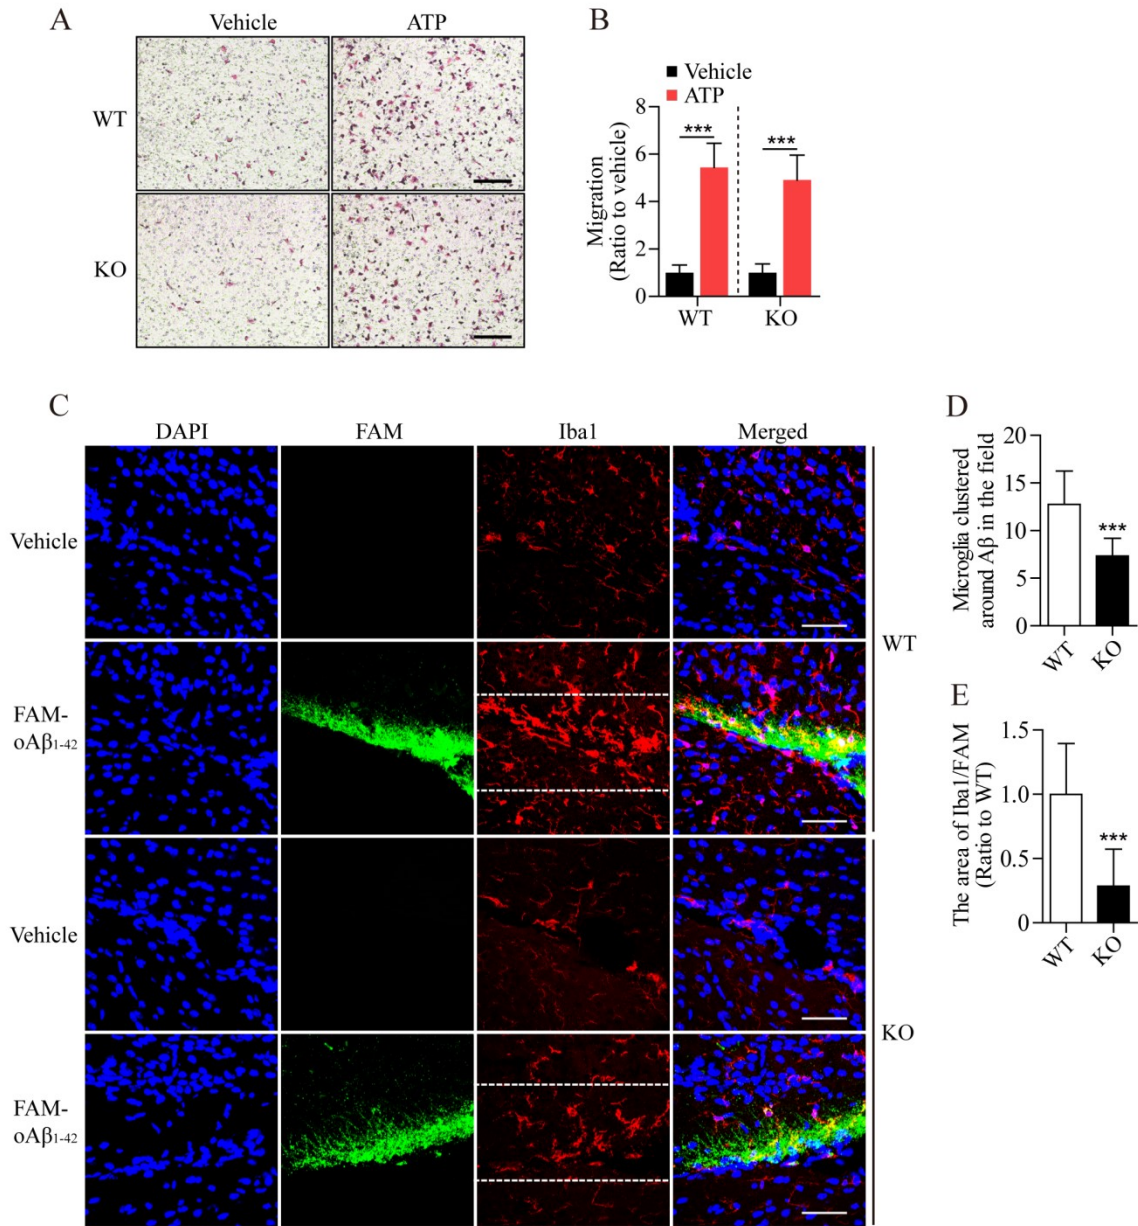 A
Vehicle ATP
WT
KO
B
Vehicle
ATP
Migration
(Ratio to vehicle)
8
6
4
2
0
*** ***
WT KO
C
DAPI FAM Iba1 Merged
Vehicle
FAM-
oAβ1-42
WT
Vehicle
FAM-
oAβ1-42
KO
D
Microglia clustered
around Aβ in the field
20
15
10
5
0
***
WT KO
E
The area of Iba1/FAM
(Ratio to WT)
1.5
1.0
0.5
0
***
WT KO